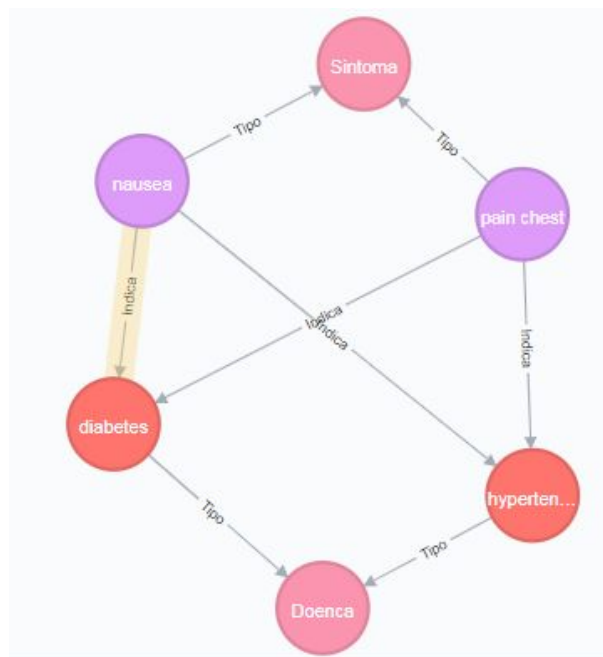 Sintoma
Tipo
Tipo
nausea
pain chest
Indica
Indica
Indica
Indica
diabetes
hyperten...
Tipo
Tipo
Doenca